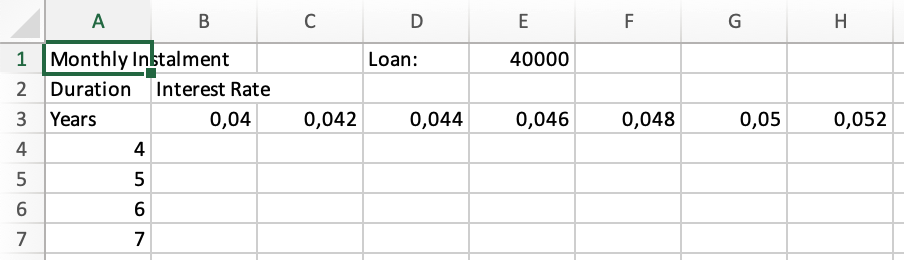 A B C D E F G H
1 Monthly Instalment Loan: 40000
2 Duration Interest Rate
3 Years 0,04 0,042 0,044 0,046 0,048 0,05 0,052
4 4
5 5
6 6
7 7